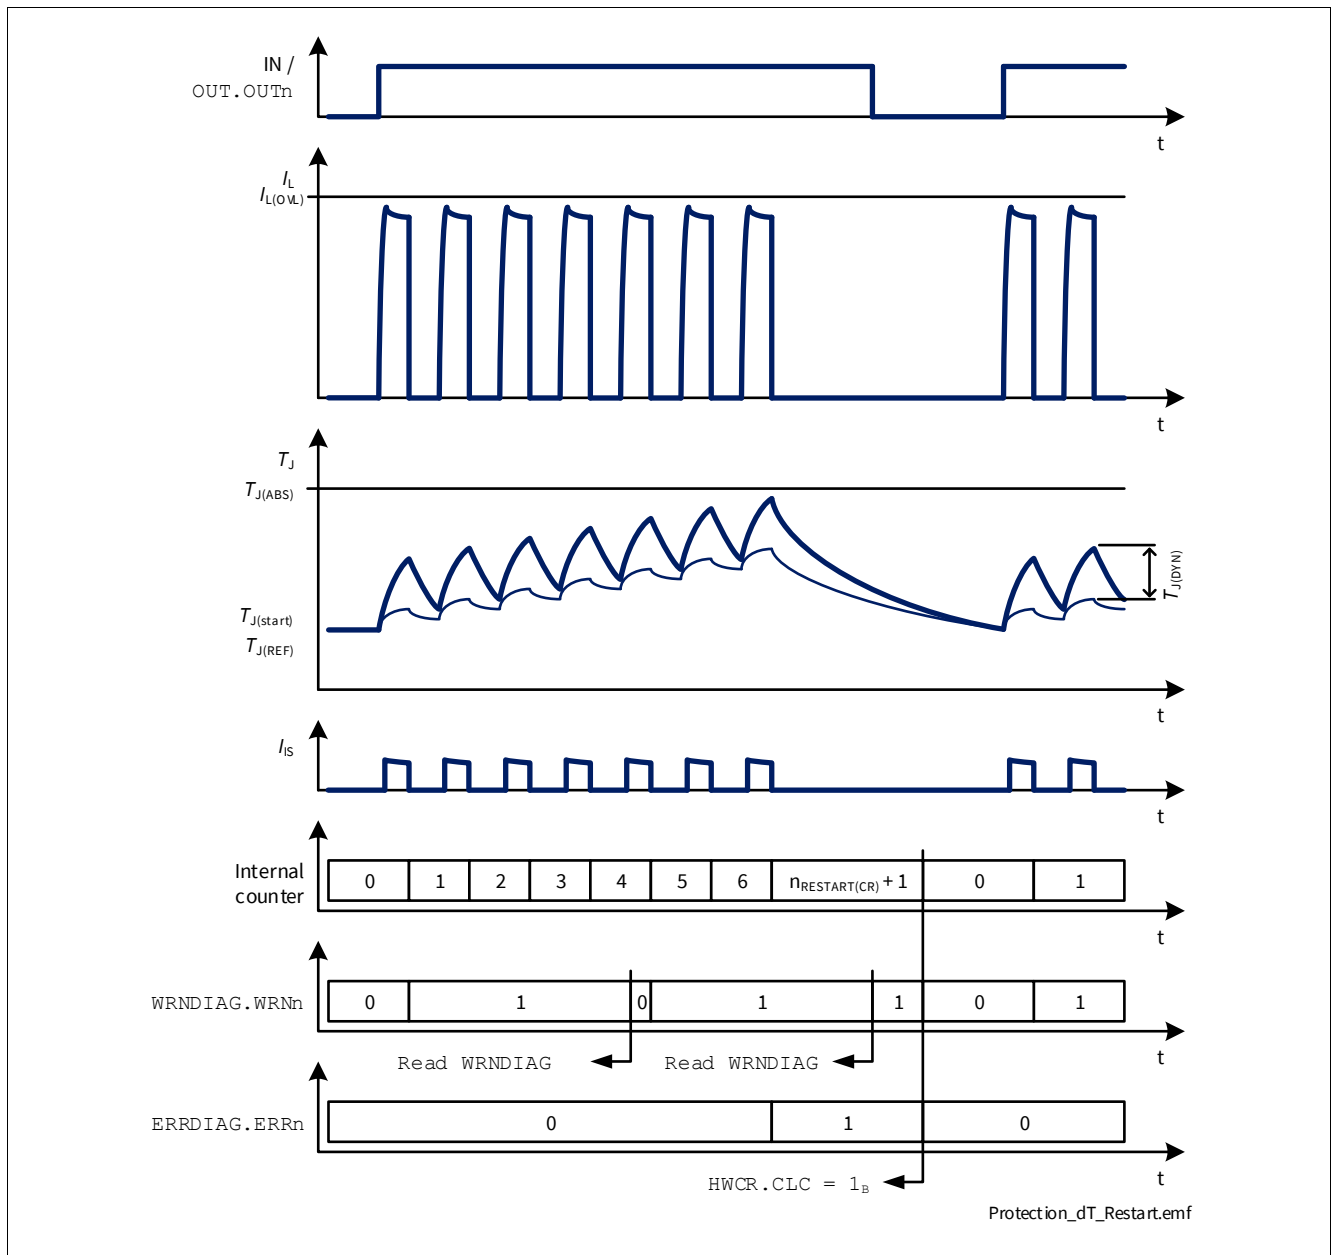 IN /
OUT.OUTn
t
I_L
I_L(OVL)
t
T_J
T_J(ABS)
T_J(DYN)
T_J(start)
T_J(REF)
t
I_IS
t
Internal
counter
0 1 2 3 4 5 6 n_RESTART(CR) + 1 0 1
t
WRNDIAG.WRNn
0 1 0 1 1 0 1
Read WRNDIAG Read WRNDIAG
t
ERRDIAG.ERRn
0 1 0
t
HWCR.CLC = 1_B
Protection_dT_Restart.emf